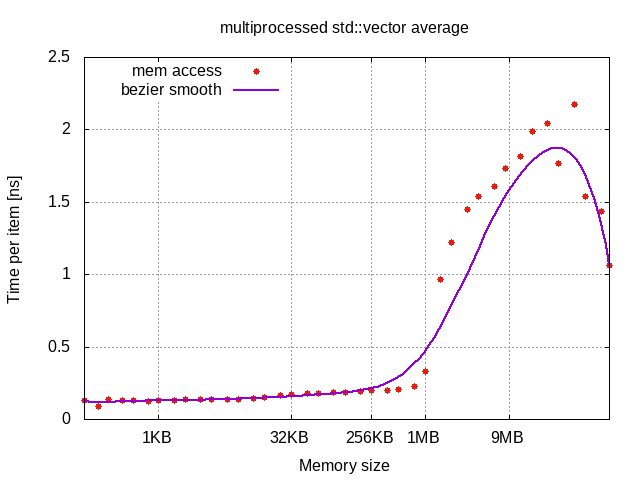 multiprocessed std::vector average
mem access
bezier smooth
2.5
2
1.5
1
0.5
0
Time per item [ns]
1KB 32KB 256KB 1MB 9MB
Memory size